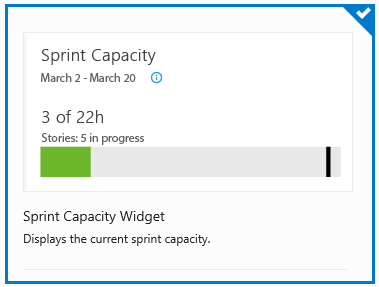 Sprint Capacity
March 2 - March 20
3 of 22h
Stories: 5 in progress
Sprint Capacity Widget
Displays the current sprint capacity.